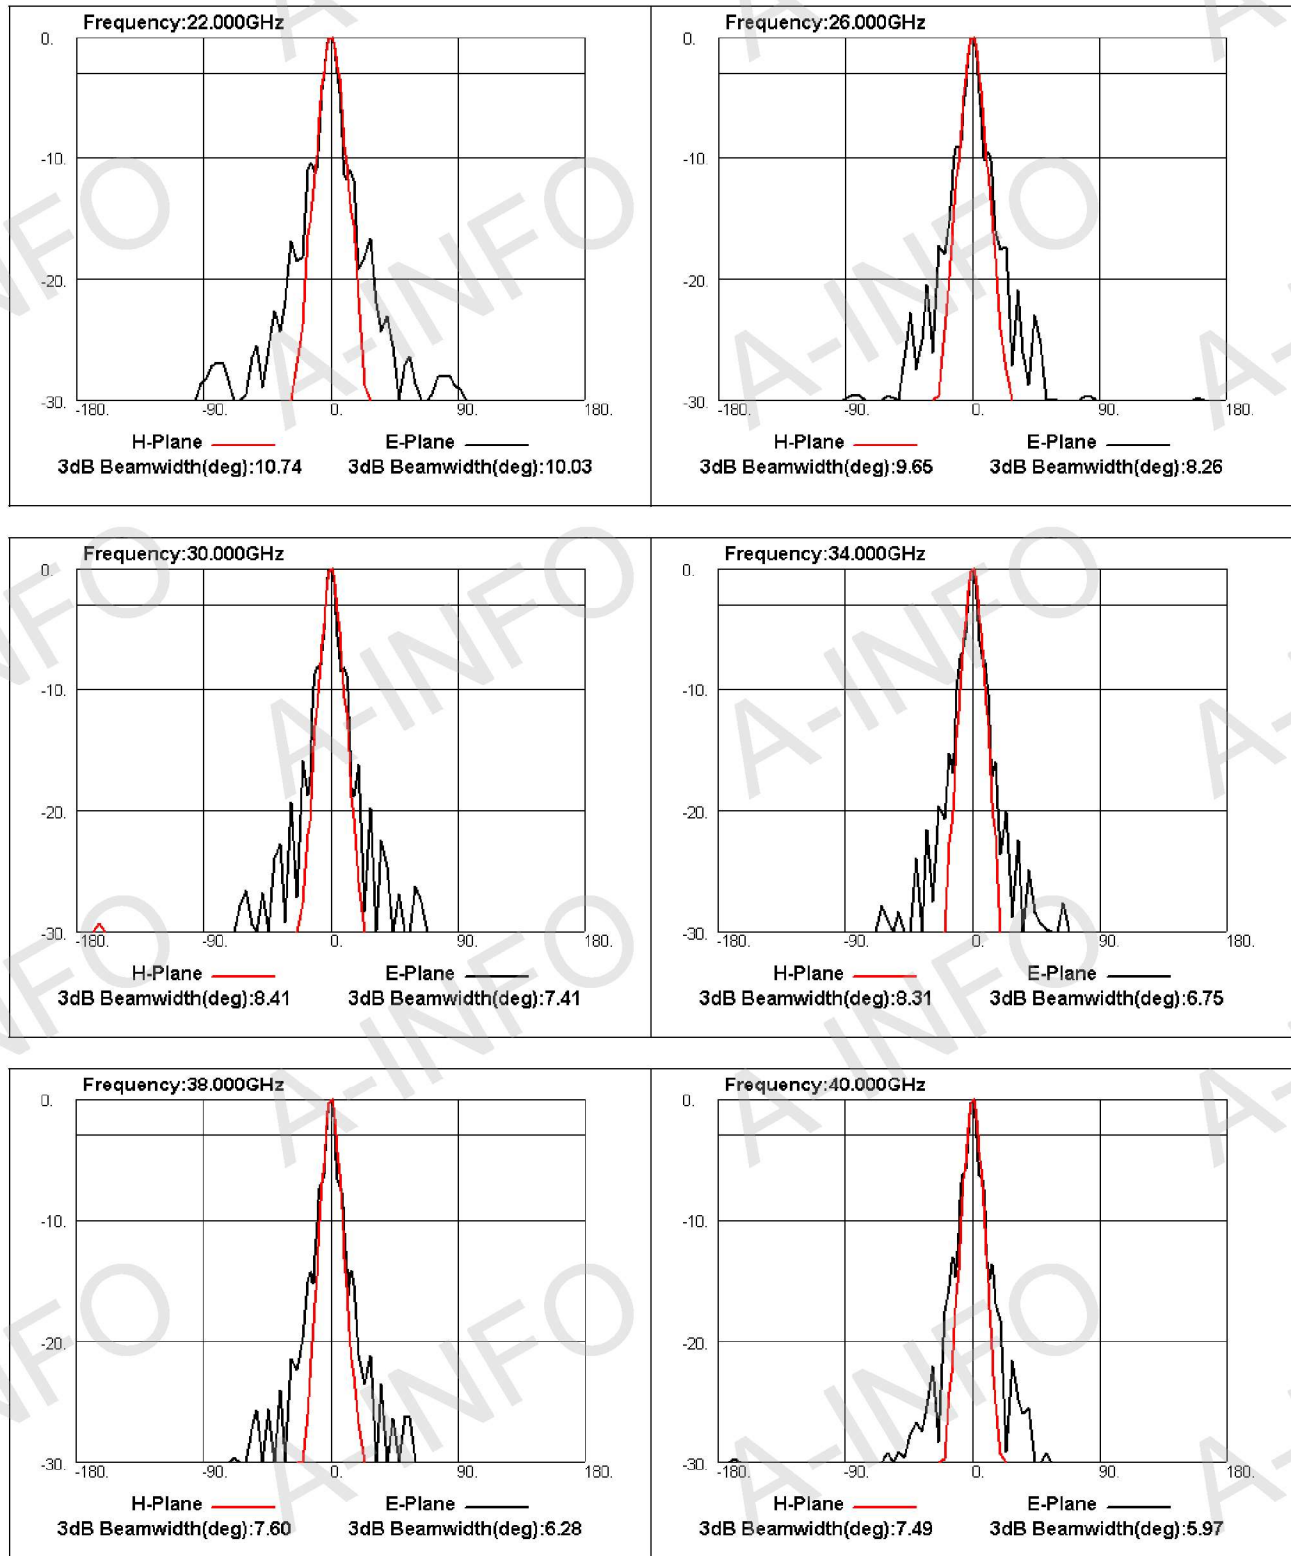 Frequency:22.000GHz
0.
-10.
-20.
-30.
-180. -90. 0. 90. 180.
H-Plane E-Plane
3dB Beamwidth(deg):10.74 3dB Beamwidth(deg):10.03
Frequency:26.000GHz
0.
-10.
-20.
-30.
-180. -90. 0. 90. 180.
H-Plane E-Plane
3dB Beamwidth(deg):9.65 3dB Beamwidth(deg):8.26
Frequency:30.000GHz
0.
-10.
-20.
-30.
-180. -90. 0. 90. 180.
H-Plane E-Plane
3dB Beamwidth(deg):8.41 3dB Beamwidth(deg):7.41
Frequency:34.000GHz
0.
-10.
-20.
-30.
-180. -90. 0. 90. 180.
H-Plane E-Plane
3dB Beamwidth(deg):8.31 3dB Beamwidth(deg):6.75
Frequency:38.000GHz
0.
-10.
-20.
-30.
-180. -90. 0. 90. 180.
H-Plane E-Plane
3dB Beamwidth(deg):7.60 3dB Beamwidth(deg):6.28
Frequency:40.000GHz
0.
-10.
-20.
-30.
-180. -90. 0. 90. 180.
H-Plane E-Plane
3dB Beamwidth(deg):7.49 3dB Beamwidth(deg):5.97
A-INFO
A-INFO
A-INFO
A-INFO
A-INFO
A-INFO